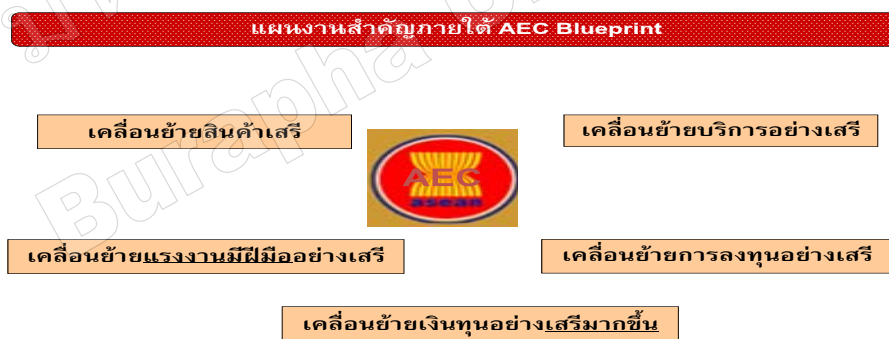 แผนงานสำคัญภายใต้ AEC Blueprint
เคลื่อนย้ายสินค้าเสรี
เคลื่อนย้ายบริการอย่างเสรี
AEC
asean
เคลื่อนย้ายแรงงานมีฝีมืออย่างเสรี
เคลื่อนย้ายการลงทุนอย่างเสรี
เคลื่อนย้ายเงินทุนอย่างเสรีมากขึ้น
Burapha